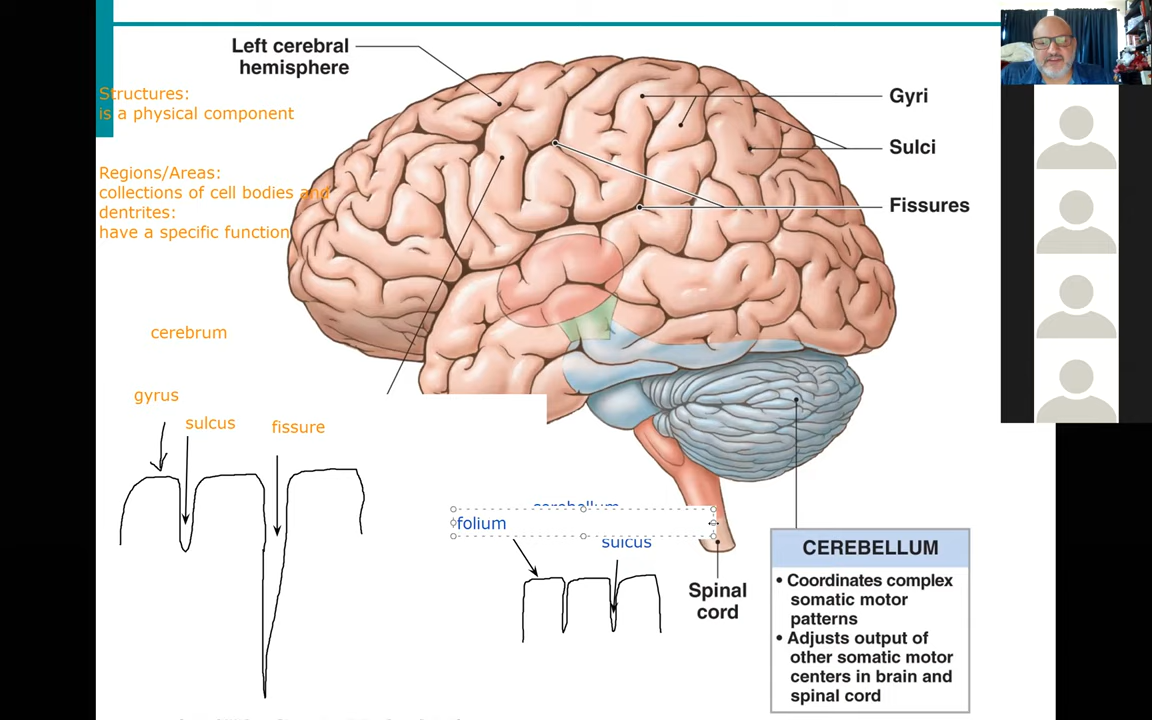 Left cerebral
hemisphere
Gyri
Sulci
Fissures
Structures:
is a physical component
Regions/Areas:
collections of cell bodies and
dentrites:
have a specific function
cerebrum
gyrus
sulcus
fissure
cerebellum
folium
sulcus
Spinal
cord
CEREBELLUM
• Coordinates complex
somatic motor
patterns
• Adjusts output of
other somatic motor
centers in brain and
spinal cord